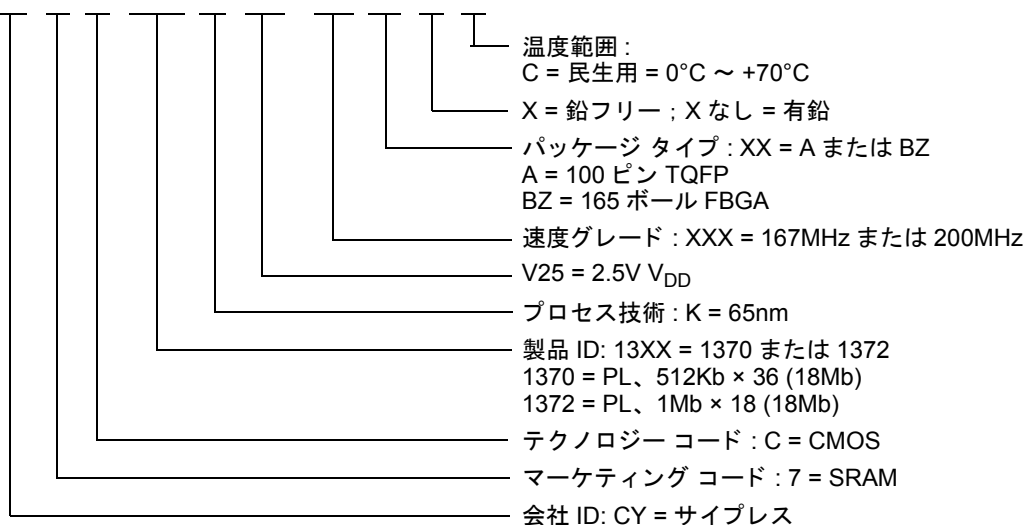 温度範囲 :
C = 民生用 = 0°C ～ +70°C
X = 鉛フリー ; X なし = 有鉛
パッケージ タイプ : XX = A または BZ
A = 100 ピン TQFP
BZ = 165 ボール FBGA
速度グレード : XXX = 167MHz または 200MHz
V25 = 2.5V VDD
プロセス技術 : K = 65nm
製品 ID: 13XX = 1370 または 1372
1370 = PL、512Kb × 36 (18Mb)
1372 = PL、1Mb × 18 (18Mb)
テクノロジー コード : C = CMOS
マーケティング コード : 7 = SRAM
会社 ID: CY = サイプレス